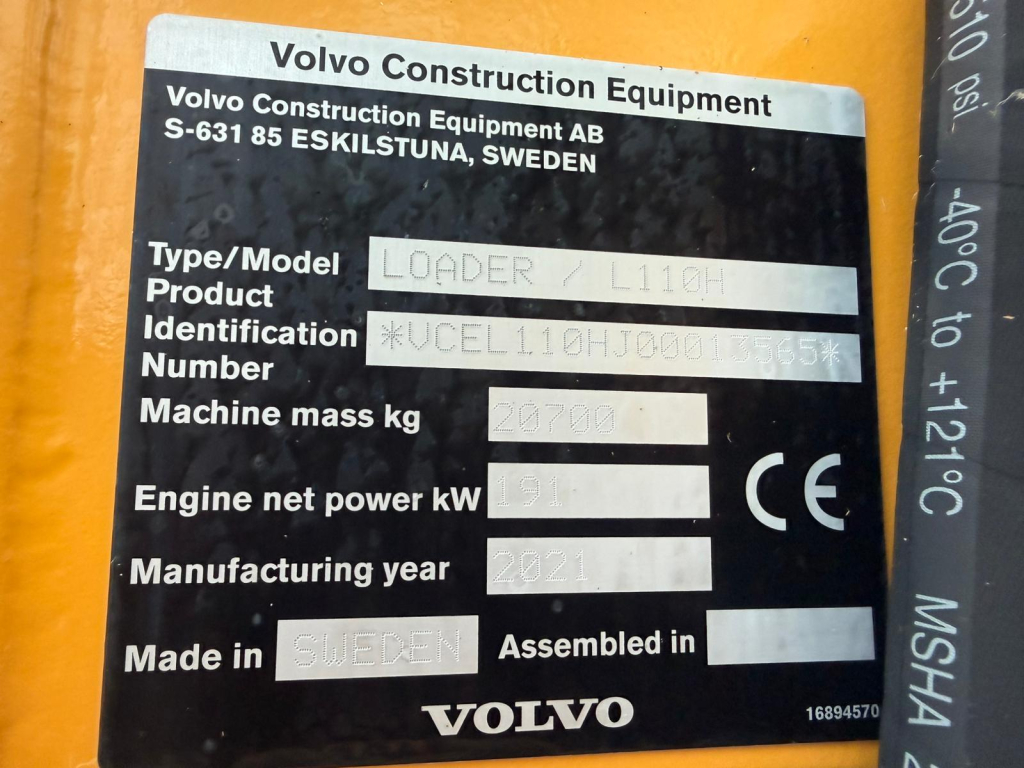 Volvo Construction Equipment
Volvo Construction Equipment AB
S-631 85 ESKILSTUNA, SWEDEN
Type/Model LOADER / L110H
Product
Identification *VCEL110HJ00013565*
Number
Machine mass kg 20700
Engine net power kW 191
CE
Manufacturing year 2021
Made in SWEDEN Assembled in
VOLVO
16894570
510 psi. -40°C to +121°C MSHA